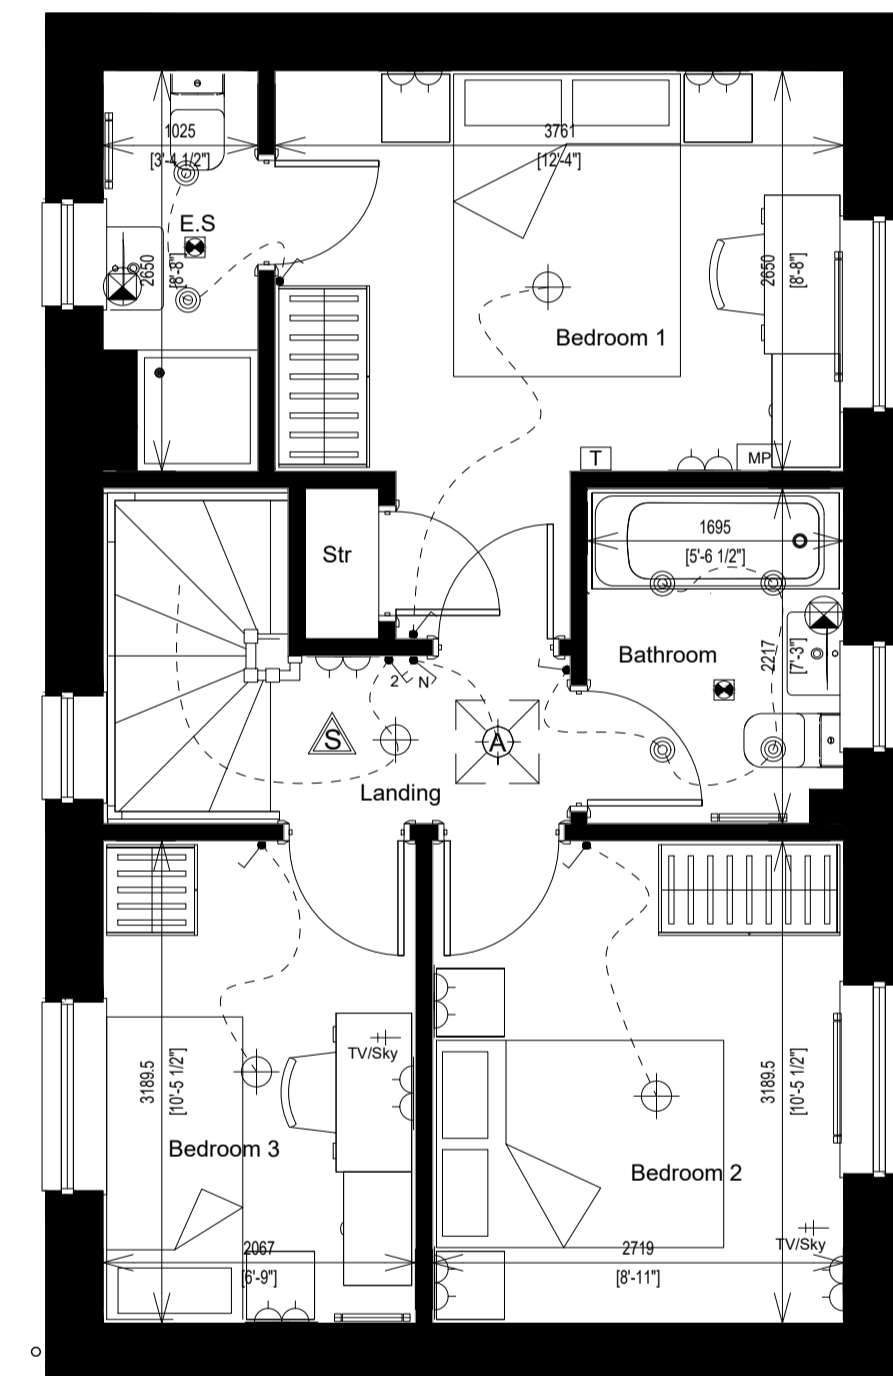 1025
[3'-4 1/2"]
3761
[12'-4"]
E.S
2650
[8'-8"]
2650
[8'-8"]
Bedroom 1
T
MP
Str
1695
[5'-6 1/2"]
Bathroom
2217
[7'-3"]
2
N
S
A
Landing
TV/Sky
3189.5
[10'-5 1/2"]
3189.5
[10'-5 1/2"]
Bedroom 3
Bedroom 2
TV/Sky
2067
[6'-9"]
2719
[8'-11"]